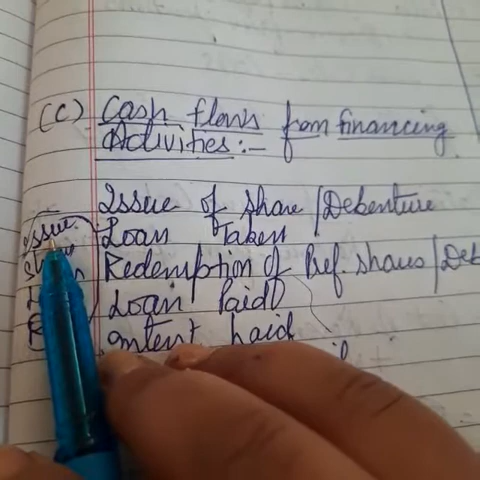 (C) Cash flows from financing
Activities:-
Issue of share/Debenture
Issue Loan Taken
Redemption of Pref. shares/Deb
Loan Paid
paid